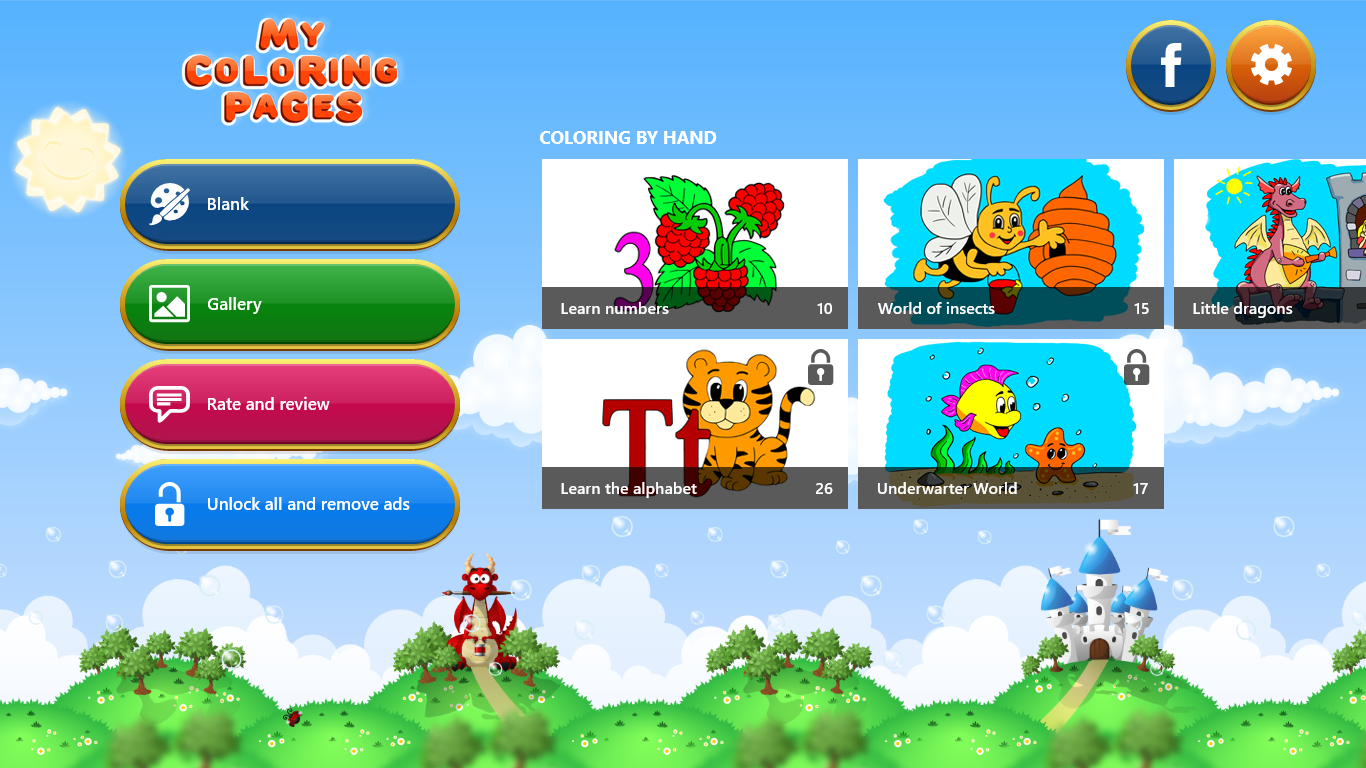 MY
COLORING
PAGES
f
Blank
Gallery
Rate and review
Unlock all and remove ads
COLORING BY HAND
3
Learn numbers 10
World of insects 15
Little dragons
Tt
Learn the alphabet 26
Underwarter World 17